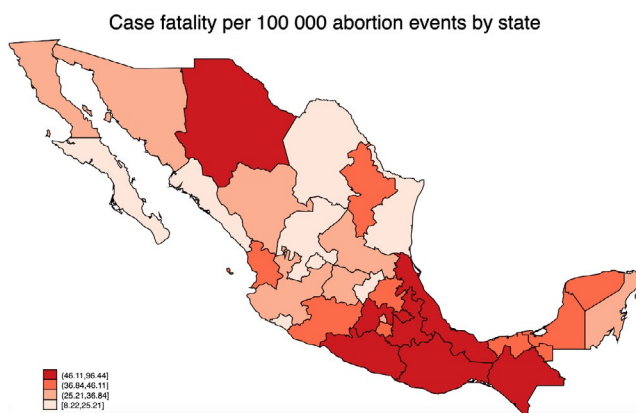 Case fatality per 100 000 abortion events by state
(46.11,96.44]
(36.84,46.11]
(25.21,36.84]
[8.22,25.21]